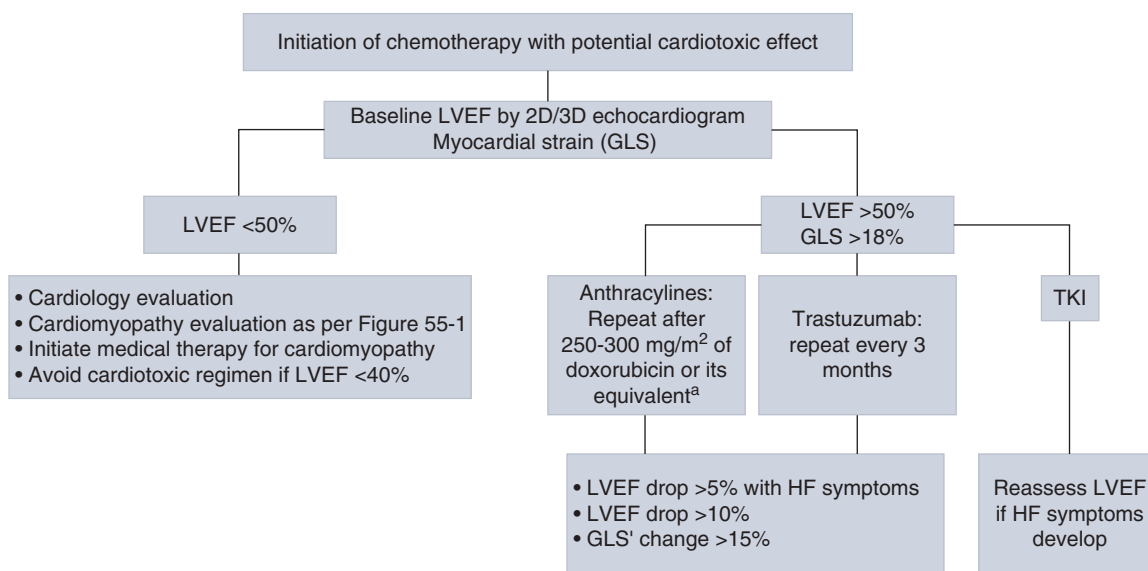 Initiation of chemotherapy with potential cardiotoxic effect
Baseline LVEF by 2D/3D echocardiogram
Myocardial strain (GLS)
LVEF <50%
• Cardiology evaluation
• Cardiomyopathy evaluation as per Figure 55-1
• Initiate medical therapy for cardiomyopathy
• Avoid cardiotoxic regimen if LVEF <40%
LVEF >50%
GLS >18%
Anthracylines:
Repeat after
250-300 mg/m² of
doxorubicin or its
equivalentᵃ
Trastuzumab:
repeat every 3
months
TKI
• LVEF drop >5% with HF symptoms
• LVEF drop >10%
• GLS' change >15%
Reassess LVEF
if HF symptoms
develop